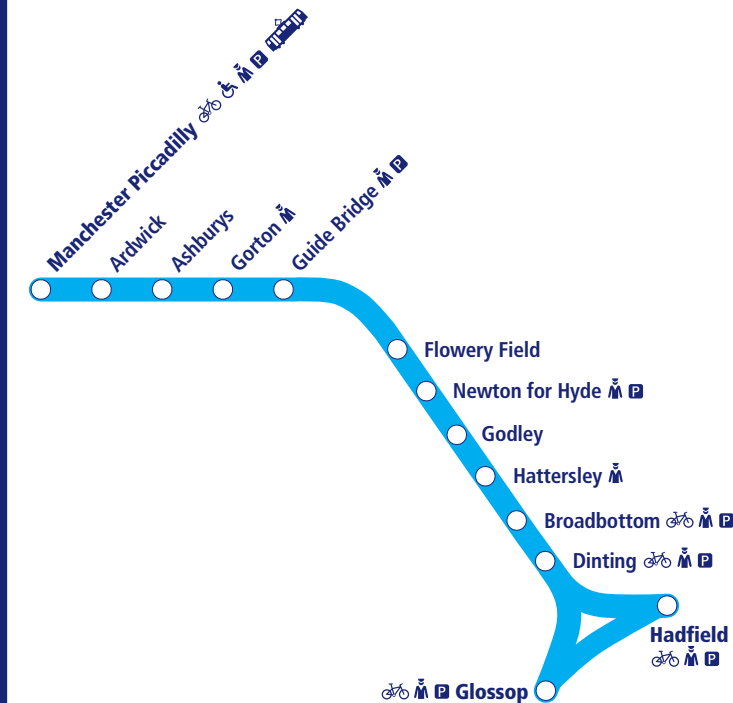 Manchester Piccadilly P
Ardwick
Ashburys
Gorton
Guide Bridge P
Flowery Field
Newton for Hyde P
Godley
Hattersley
Broadbottom P
Dinting P
Hadfield
P
P Glossop